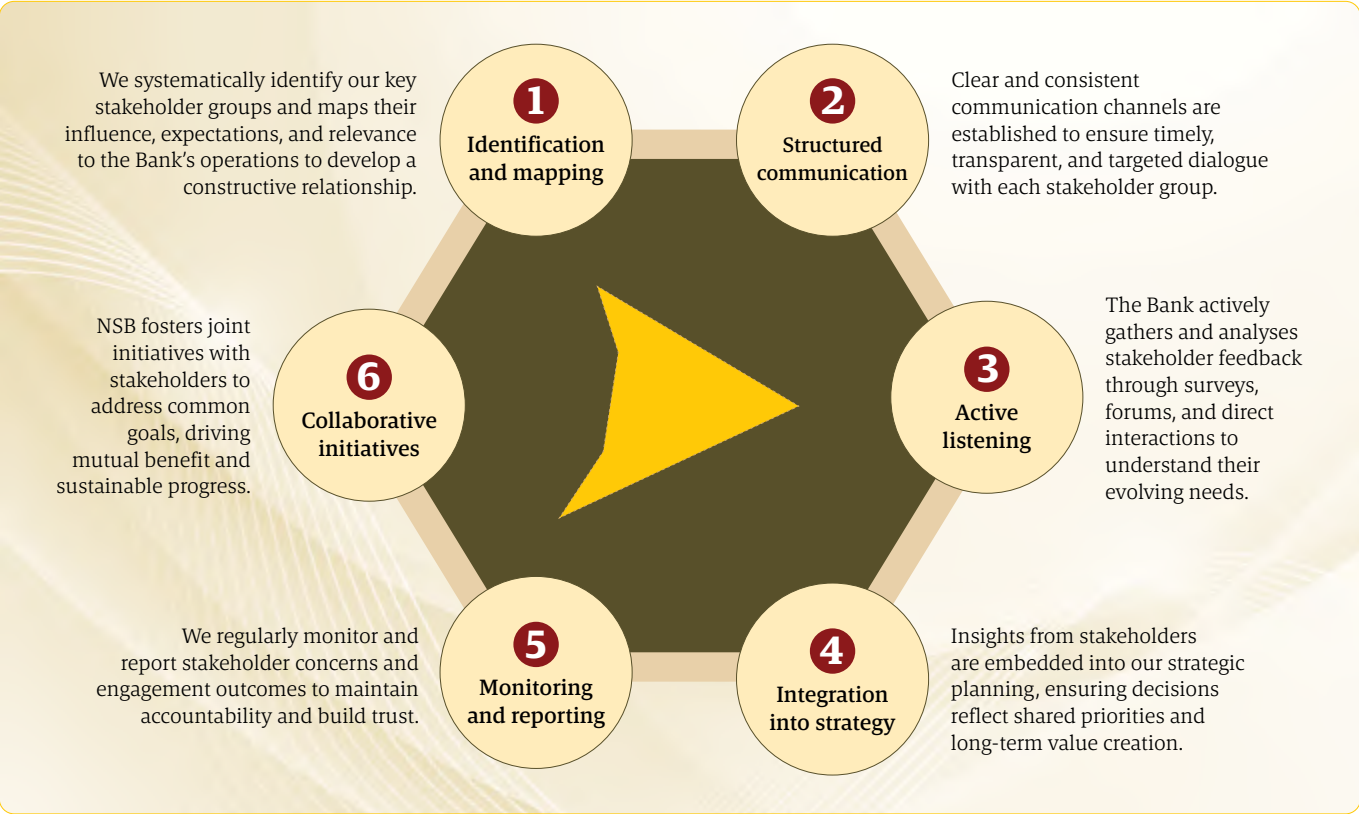 We systematically identify our key
stakeholder groups and maps their
influence, expectations, and relevance
to the Bank's operations to develop a
constructive relationship.
1
Identification
and mapping
2
Structured
communication
Clear and consistent
communication channels are
established to ensure timely,
transparent, and targeted dialogue
with each stakeholder group.
3
Active
listening
The Bank actively
gathers and analyses
stakeholder feedback
through surveys,
forums, and direct
interactions to
understand their
evolving needs.
4
Integration
into strategy
Insights from stakeholders
are embedded into our strategic
planning, ensuring decisions
reflect shared priorities and
long-term value creation.
5
Monitoring
and reporting
We regularly monitor and
report stakeholder concerns and
engagement outcomes to maintain
accountability and build trust.
6
Collaborative
initiatives
NSB fosters joint
initiatives with
stakeholders to
address common
goals, driving
mutual benefit and
sustainable progress.